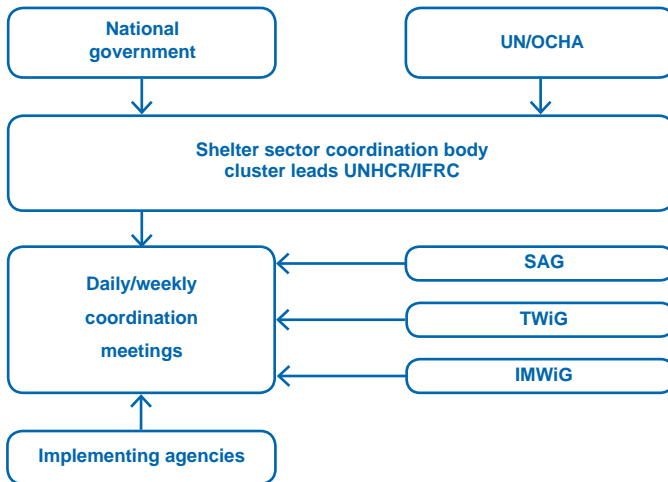 National
government
UN/OCHA
Shelter sector coordination body
cluster leads UNHCR/IFRC
Daily/weekly
coordination
meetings
SAG
TWiG
IMWiG
Implementing agencies